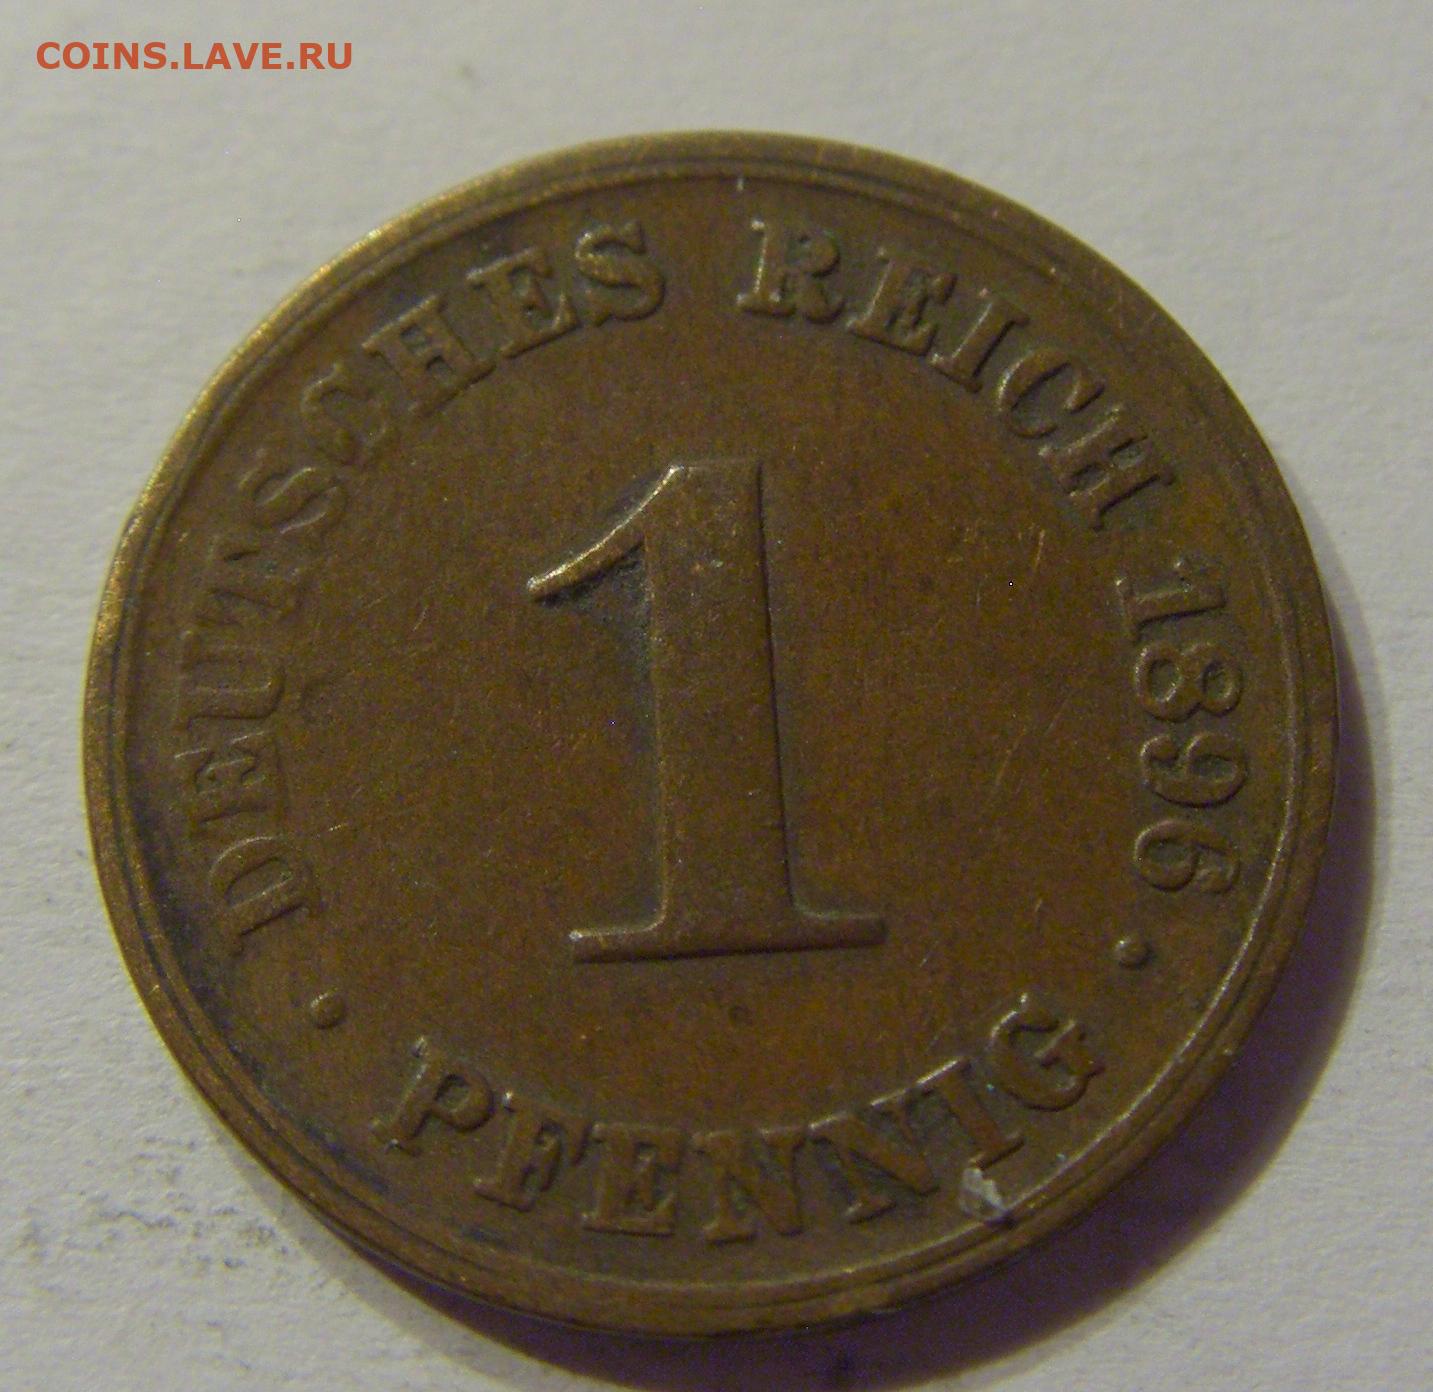 COINS.LAVE.RU
DEUTSCHES REICH 1896
1
• PFENNIG •